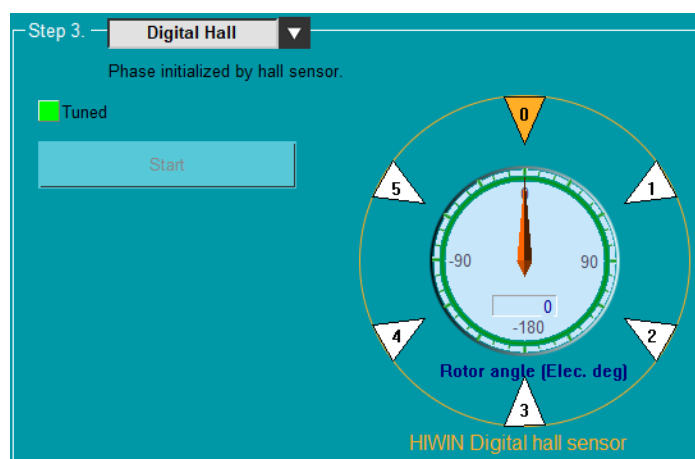 Step 3.
Digital Hall
Phase initialized by hall sensor.
Tuned
Start
0
5
1
0
-90
90
0
-180
4
2
Rotor angle (Elec. deg)
3
HIWIN Digital hall sensor